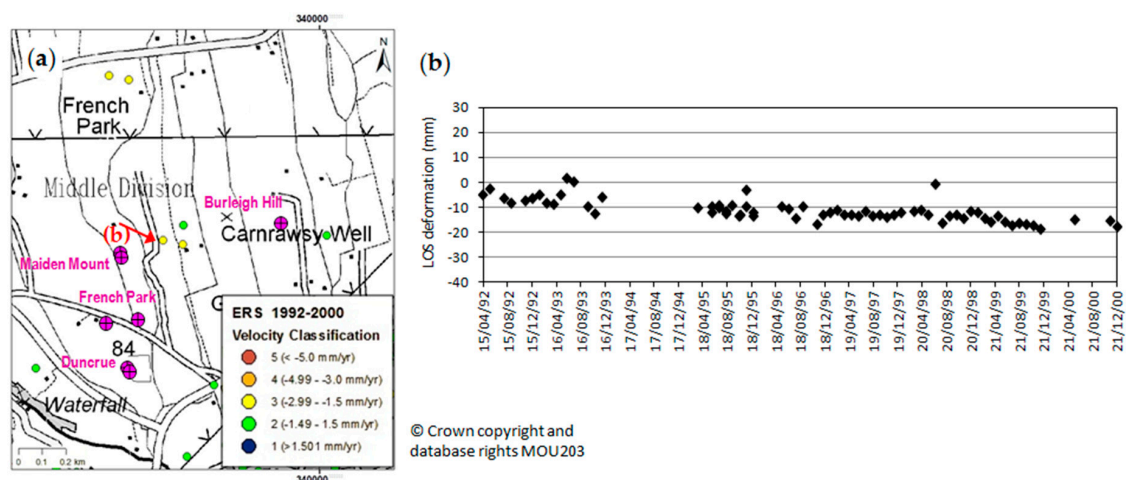 340000
(a)
N
French
Park
Middle Division
Burleigh Hill
X
Carnrawsy Well
(b)
Maiden Mount
French Park
G
84
Duncrue
Waterfall
0 0.1 0.2 km
ERS 1992-2000
Velocity Classification
5 (< -5.0 mm/yr)
4 (-4.99 - -3.0 mm/yr)
3 (-2.99 - -1.5 mm/yr)
2 (-1.49 - 1.5 mm/yr)
1 (>1.501 mm/yr)
340000
(b)
LOS deformation (mm)
30
20
10
0
-10
-20
-30
-40
15/04/92
15/08/92
15/12/92
16/04/93
16/08/93
16/12/93
17/04/94
17/08/94
17/12/94
18/04/95
18/08/95
18/12/95
18/04/96
18/08/96
18/12/96
19/04/97
19/08/97
19/12/97
20/04/98
20/08/98
20/12/98
21/04/99
21/08/99
21/12/99
21/04/00
21/08/00
21/12/00
© Crown copyright and
database rights MOU203